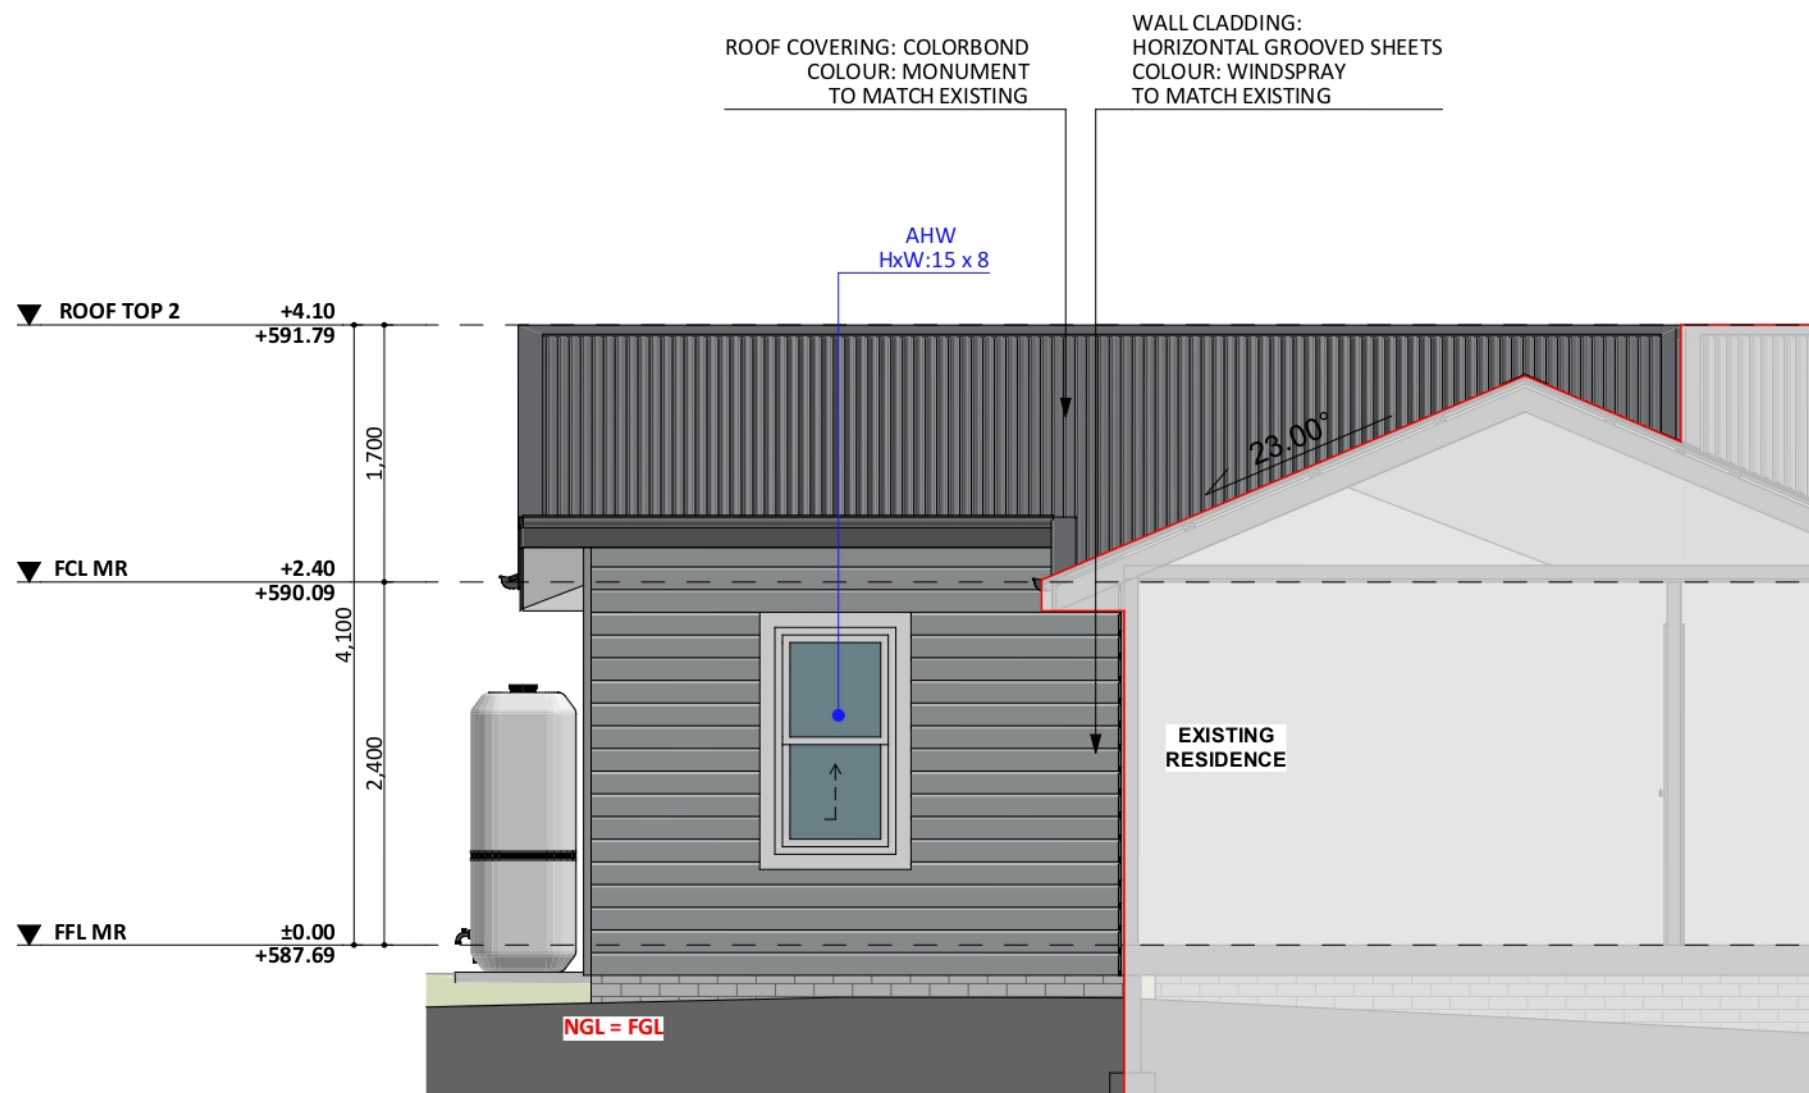 WALL CLADDING:
ROOF COVERING: COLORBOND
HORIZONTAL GROOVED SHEETS
COLOUR: MONUMENT
COLOUR: WINDSPRAY
TO MATCH EXISTING
TO MATCH EXISTING
AHW
HxW:15 x 8
ROOF TOP 2
+4.10
+591.79
1,700
23.00°
FCL MR
+2.40
+590.09
4,100
2,400
EXISTING
RESIDENCE
FFL MR
±0.00
+587.69
NGL = FGL